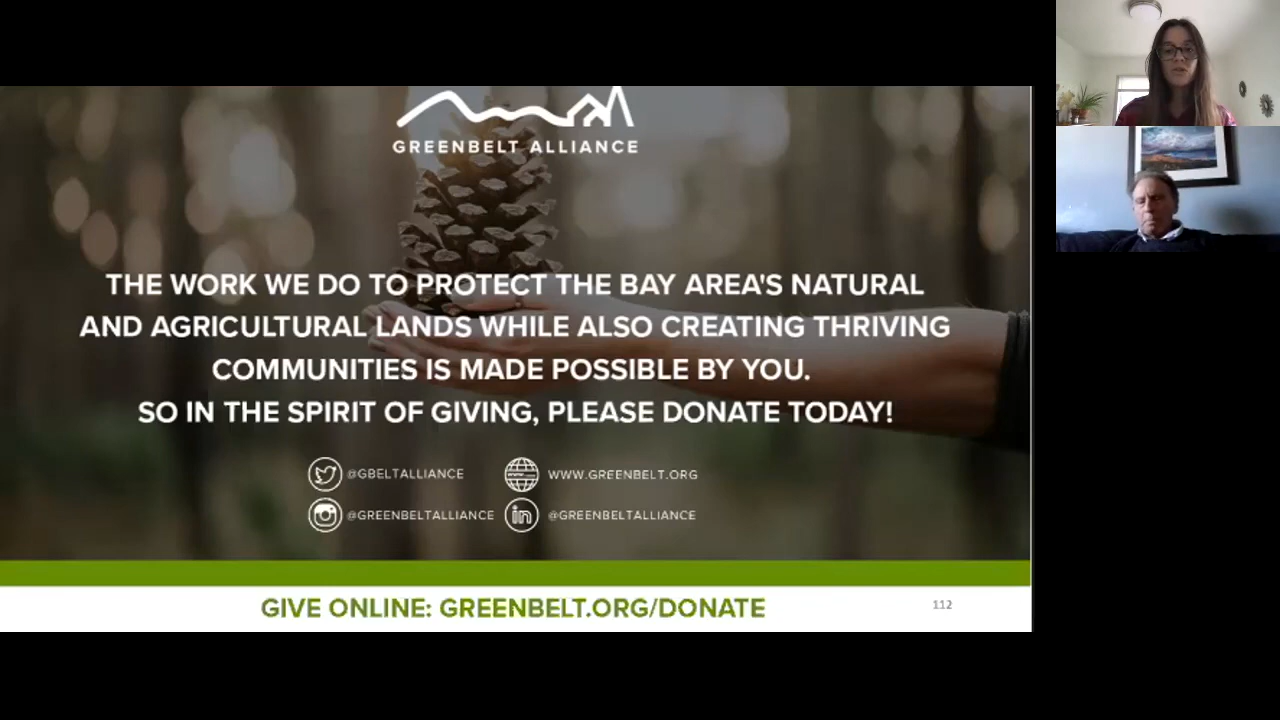 GREENBELT ALLIANCE
THE WORK WE DO TO PROTECT THE BAY AREA'S NATURAL
AND AGRICULTURAL LANDS WHILE ALSO CREATING THRIVING
COMMUNITIES IS MADE POSSIBLE BY YOU.
SO IN THE SPIRIT OF GIVING, PLEASE DONATE TODAY!
@GBELTALLIANCE
WWW.GREENBELT.ORG
@GREENBELTALLIANCE
in @GREENBELTALLIANCE
GIVE ONLINE: GREENBELT.ORG/DONATE
112